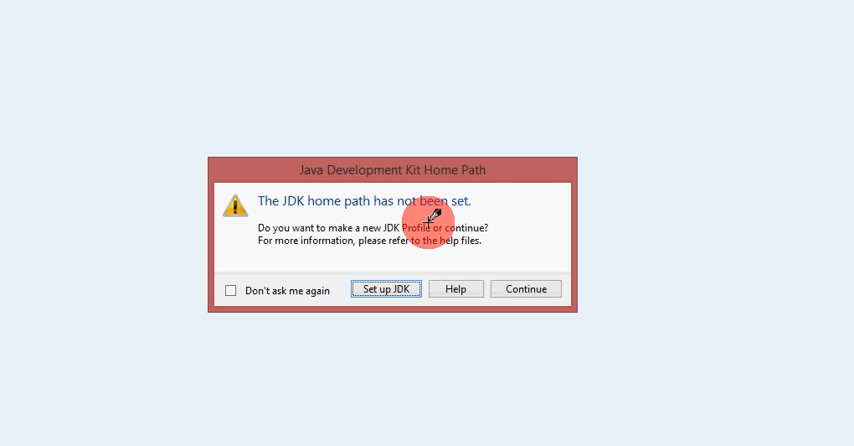 Java Development Kit Home Path
The JDK home path has not been set.
Do you want to make a new JDK Profile or continue?
For more information, please refer to the help files.
Don't ask me again
Set up JDK
Help
Continue